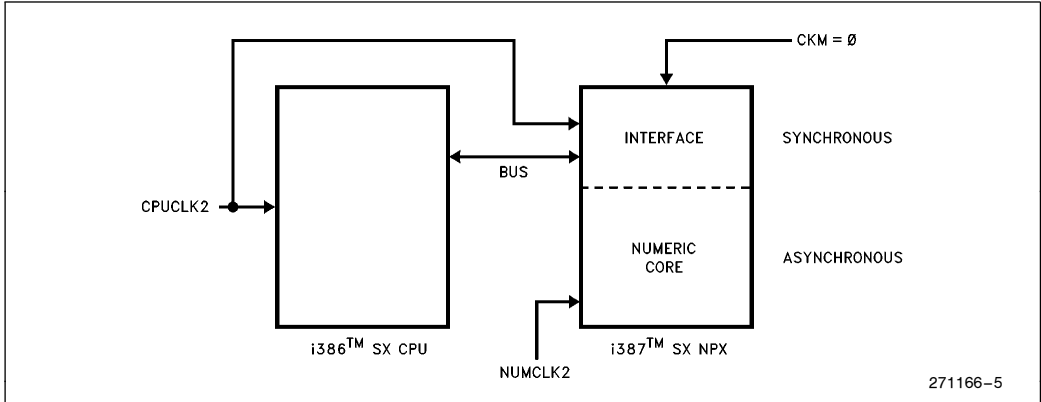 CKM = Ø
INTERFACE
SYNCHRONOUS
BUS
CPUCLK2
NUMERIC
CORE
ASYNCHRONOUS
i386™ SX CPU
i387™ SX NPX
NUMCLK2
271166–5